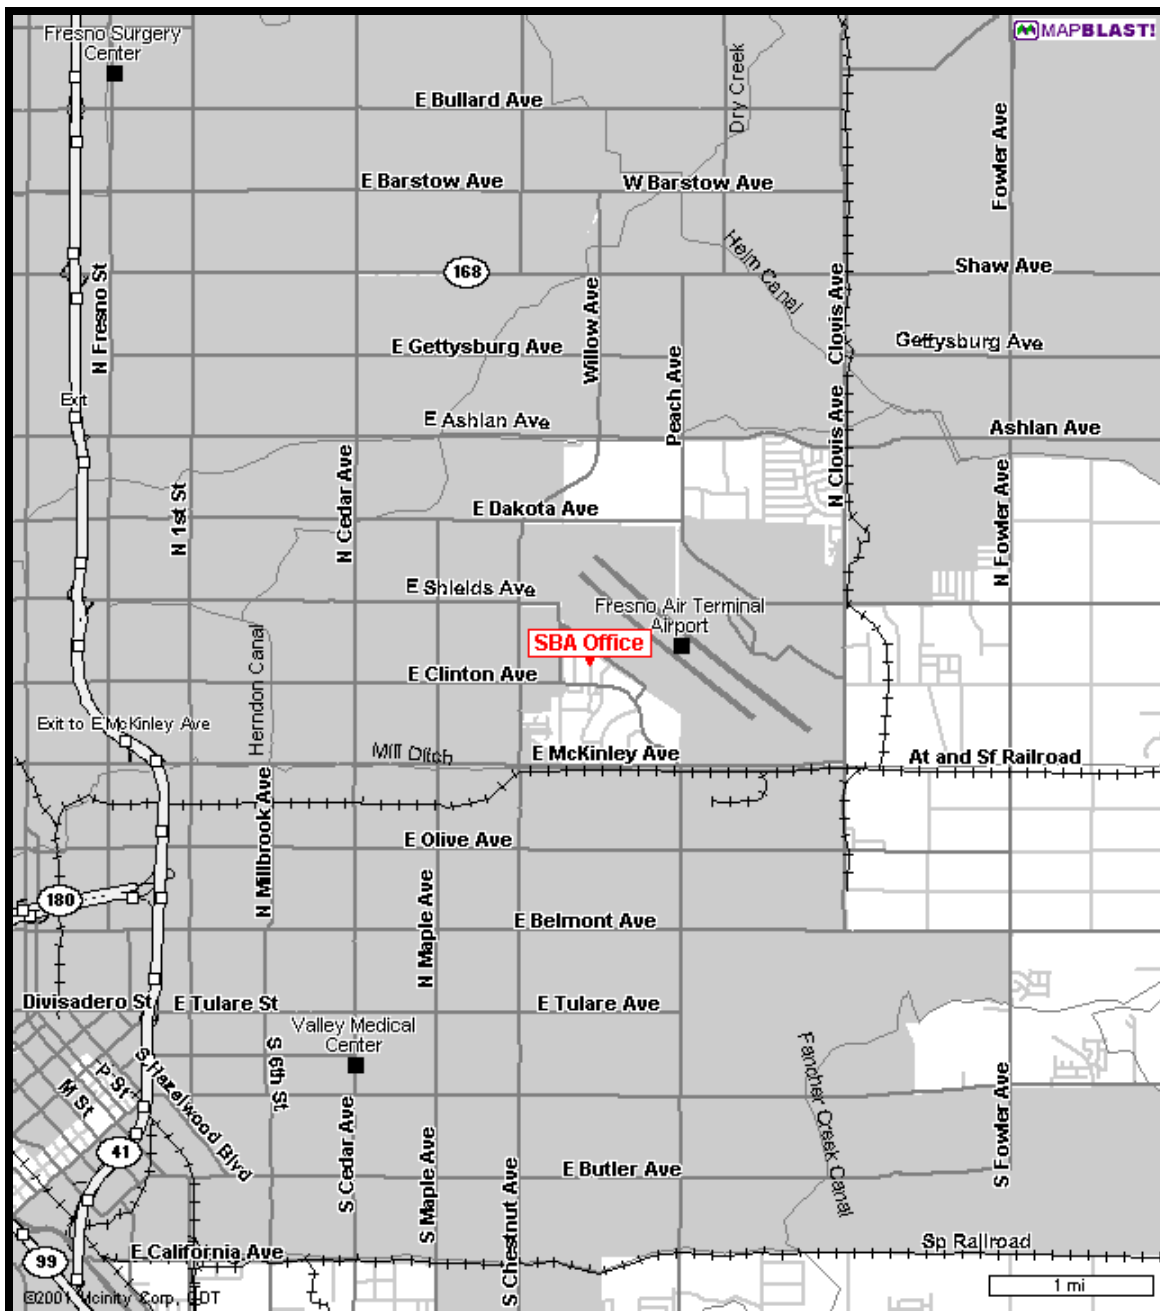 Fresno Surgery
Center
MAPBLAST!
E Bullard Ave
Dry Creek
Fowler Ave
E Barstow Ave
W Barstow Ave
Helm Canal
168
Shaw Ave
N Fresno St
Willow Ave
Clovis Ave
E Gettysburg Ave
Gettysburg Ave
Peach Ave
Exit
E Ashlan Ave
Ashlan Ave
N Clovis Ave
N 1st St
N Cedar Ave
E Dakota Ave
N Fowler Ave
E Shields Ave
Fresno Air Terminal
Airport
SBA Office
Herndon Canal
E Clinton Ave
Exit to E McKinley Ave
Mill Ditch
E McKinley Ave
At and Sf Railroad
N Millbrook Ave
E Olive Ave
180
N Maple Ave
E Belmont Ave
Divisadero St
E Tulare St
E Tulare Ave
Valley Medical
Center
S 6th St
Fancher Creek Canal
P St
M St
S Hazelwood Blvd
41
S Cedar Ave
S Maple Ave
S Chestnut Ave
E Butler Ave
S Fowler Ave
E California Ave
Sp Railroad
99
1 mi
©2001 Vicinity Corp, GDT